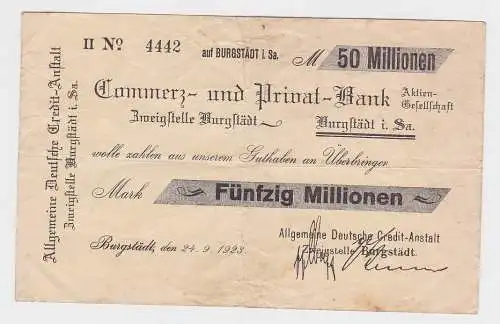 Allgemeine Deutsche Credit-Anstalt
Zweigstelle Burgstädt i. Sa.
II No 4442 auf BURGSTÄDT i. Sa. M 50 Millionen
Commerz- und Privat-Bank Aktien-
Gesellschaft
Zweigstelle Burgstädt Burgstädt i. Sa.
wolle zahlen aus unserem Guthaben an Überbringer
Mark Fünfzig Millionen
Burgstädt, den 24. 9. 1923.
Allgemeine Deutsche Credit-Anstalt
Zweigstelle Burgstädt.